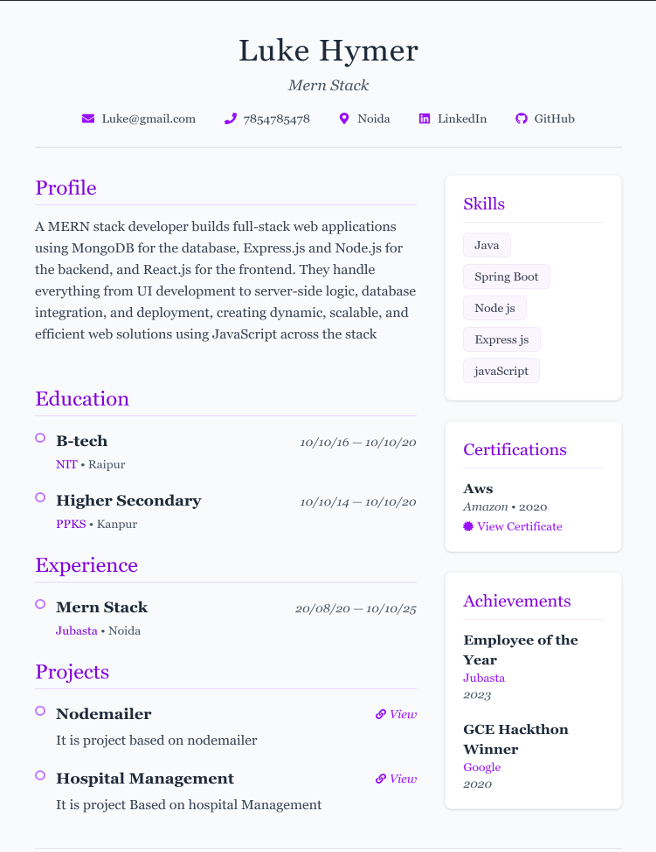 Luke Hymer
Mern Stack
Luke@gmail.com 7854785478 Noida LinkedIn GitHub
Profile
A MERN stack developer builds full-stack web applications
using MongoDB for the database, Express.js and Node.js for
the backend, and React.js for the frontend. They handle
everything from UI development to server-side logic, database
integration, and deployment, creating dynamic, scalable, and
efficient web solutions using JavaScript across the stack
Education
B-tech 10/10/16 — 10/10/20
NIT • Raipur
Higher Secondary 10/10/14 — 10/10/20
PPKS • Kanpur
Experience
Mern Stack 20/08/20 — 10/10/25
Jubasta • Noida
Projects
Nodemailer View
It is project based on nodemailer
Hospital Management View
It is project Based on hospital Management
Skills
Java
Spring Boot
Node js
Express js
javaScript
Certifications
Aws
Amazon • 2020
View Certificate
Achievements
Employee of the
Year
Jubasta
2023
GCE Hackthon
Winner
Google
2020